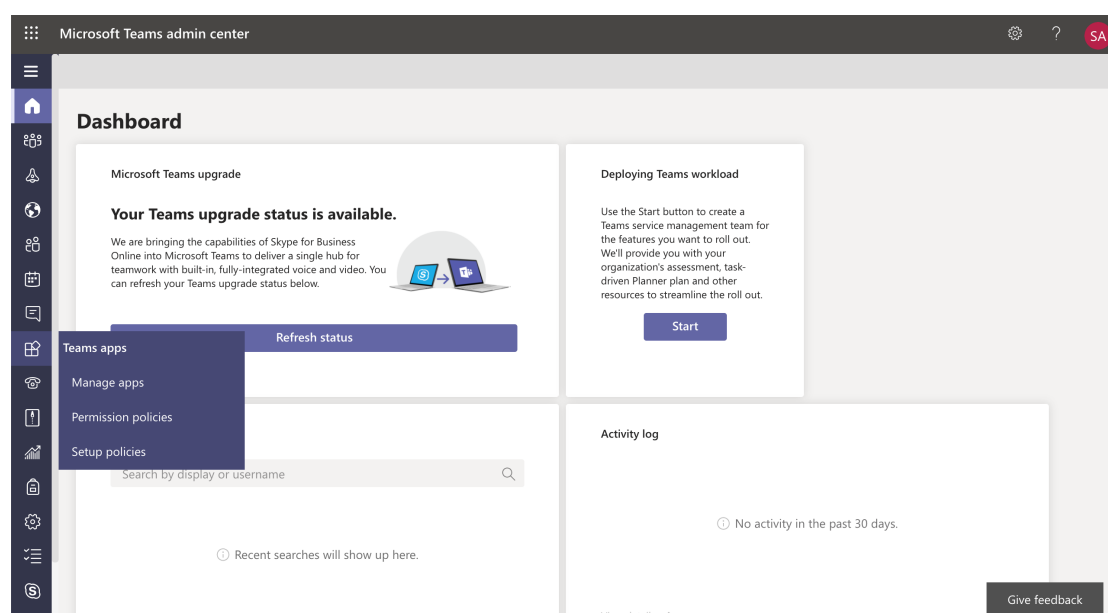 Microsoft Teams admin center
?
SA
Dashboard
Microsoft Teams upgrade
Your Teams upgrade status is available.
We are bringing the capabilities of Skype for Business
Online into Microsoft Teams to deliver a single hub for
teamwork with built-in, fully-integrated voice and video. You
can refresh your Teams upgrade status below.
Refresh status
Deploying Teams workload
Use the Start button to create a
Teams service management team for
the features you want to roll out.
We'll provide you with your
organization's assessment, task-
driven Planner plan and other
resources to streamline the roll out.
Start
Teams apps
Manage apps
Permission policies
Setup policies
Search by display or username
Recent searches will show up here.
Activity log
No activity in the past 30 days.
Give feedback